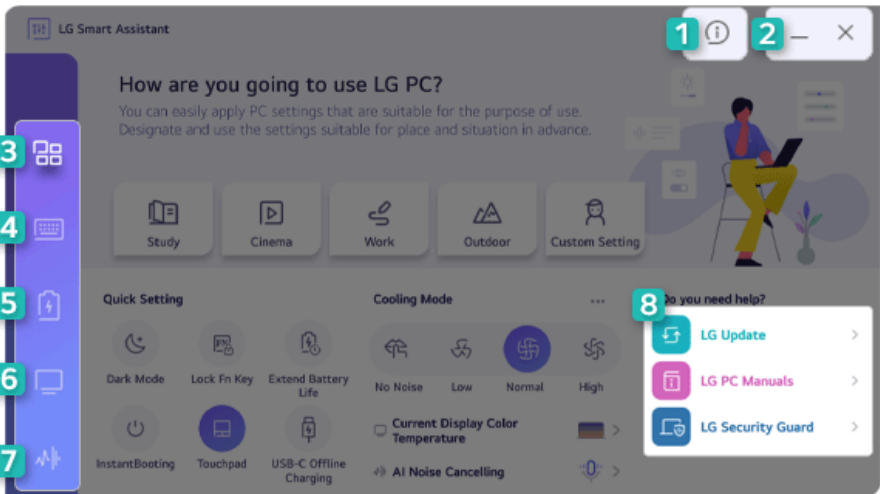 LG Smart Assistant
1
2
How are you going to use LG PC?
You can easily apply PC settings that are suitable for the purpose of use.
Designate and use the settings suitable for place and situation in advance.
3
4
5
6
7
Study
Cinema
Work
Outdoor
Custom Setting
Quick Setting
Dark Mode
Lock Fn Key
Extend Battery
Life
InstantBooting
Touchpad
USB-C Offline
Charging
Cooling Mode
...
No Noise
Low
Normal
High
Current Display Color
Temperature
AI Noise Cancelling
8
Do you need help?
LG Update
LG PC Manuals
LG Security Guard